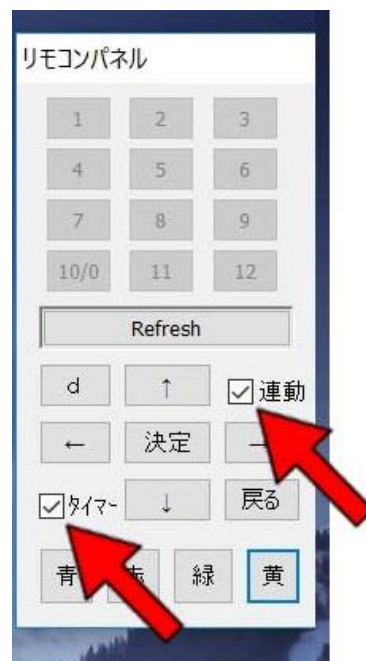 リモコンパネル
1 2 3
4 5 6
7 8 9
10/0 11 12
Refresh
d ↑ 連動
← 決定 →
タイマー ↓ 戻る
青 赤 緑 黄